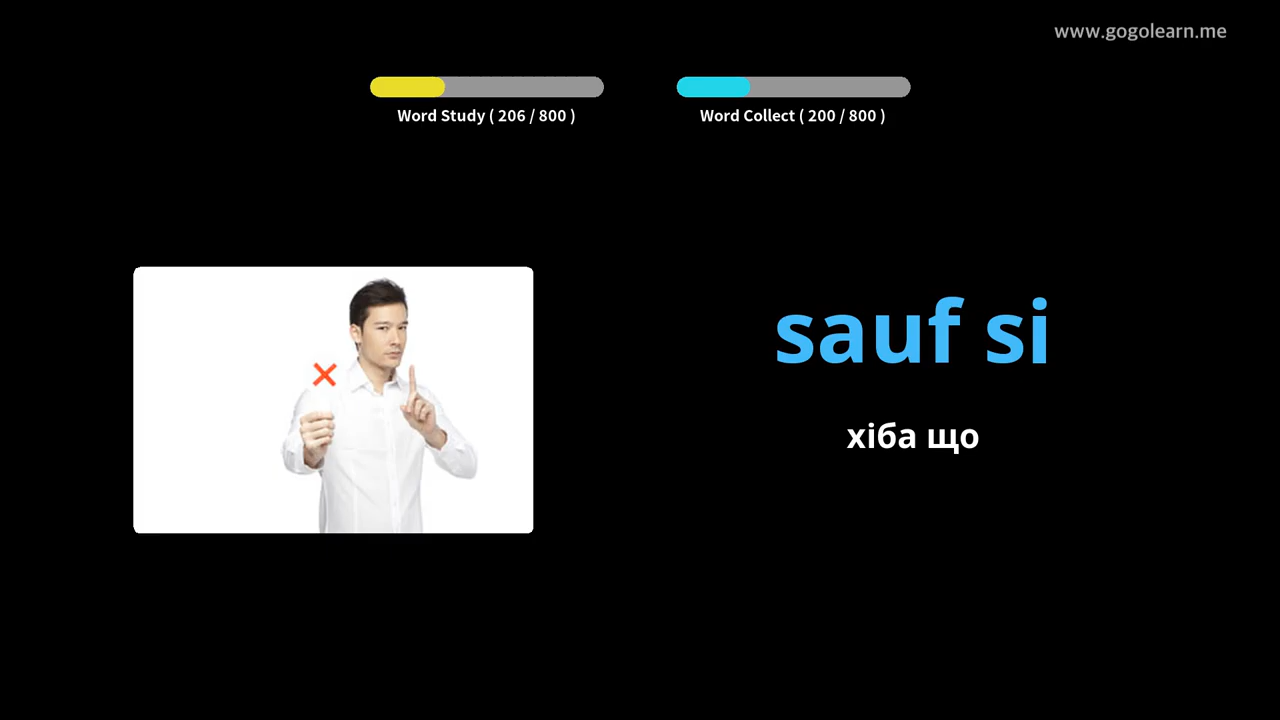 www.gogolearn.me
Word Study ( 206 / 800 )
Word Collect ( 200 / 800 )
sauf si
хіба що